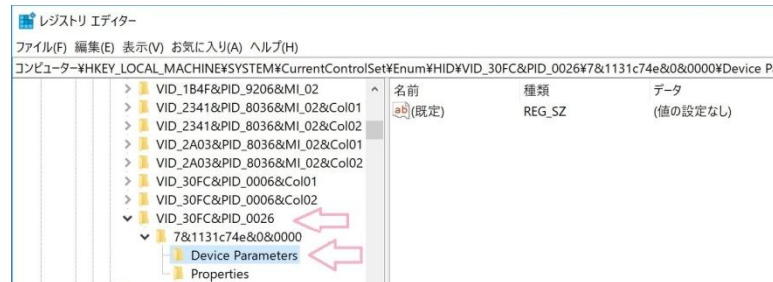 レジストリ エディター
ファイル(F) 編集(E) 表示(V) お気に入り(A) ヘルプ(H)
コンピューター¥HKEY_LOCAL_MACHINE¥SYSTEM¥CurrentControlSet¥Enum¥HID¥VID_30FC&PID_0026¥7&1131c74e&0&0000¥Device P
VID_1B4F&PID_9206&MI_02
VID_2341&PID_8036&MI_02&Col01
VID_2341&PID_8036&MI_02&Col02
VID_2A03&PID_8036&MI_02&Col01
VID_2A03&PID_8036&MI_02&Col02
VID_30FC&PID_0006&Col01
VID_30FC&PID_0006&Col02
VID_30FC&PID_0026
7&1131c74e&0&0000
Device Parameters
Properties
名前 種類 データ
ab (既定) REG_SZ (値の設定なし)